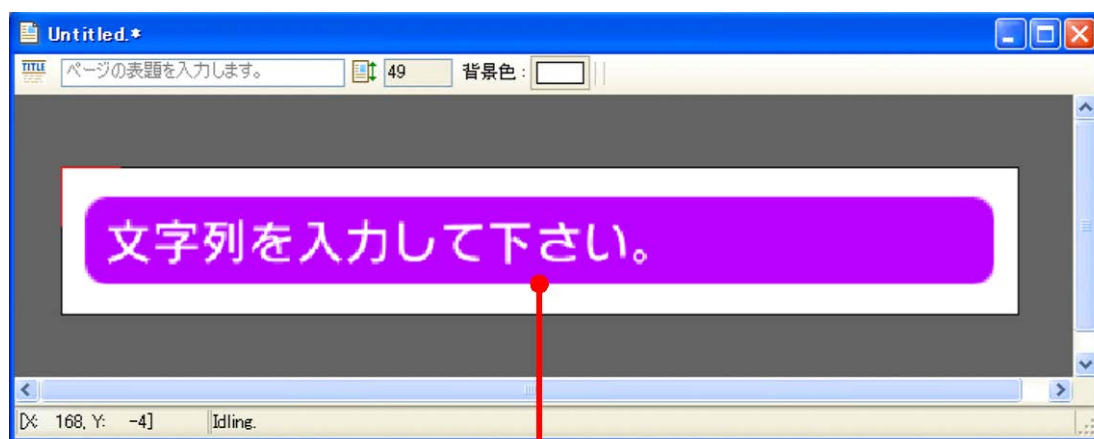 Untitled.*
TITLE ページの表題を入力します。 49 背景色：
文字列を入力して下さい。
[X: 168, Y: -4] Idling.